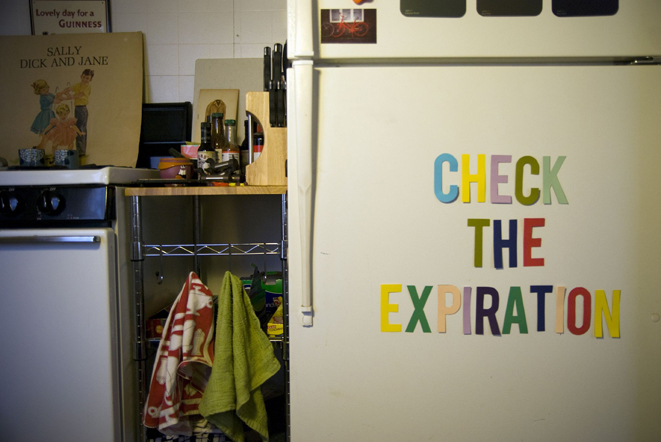 Lovely day for a
GUINNESS
SALLY
DICK AND JANE
CHECK
THE
EXPIRATION